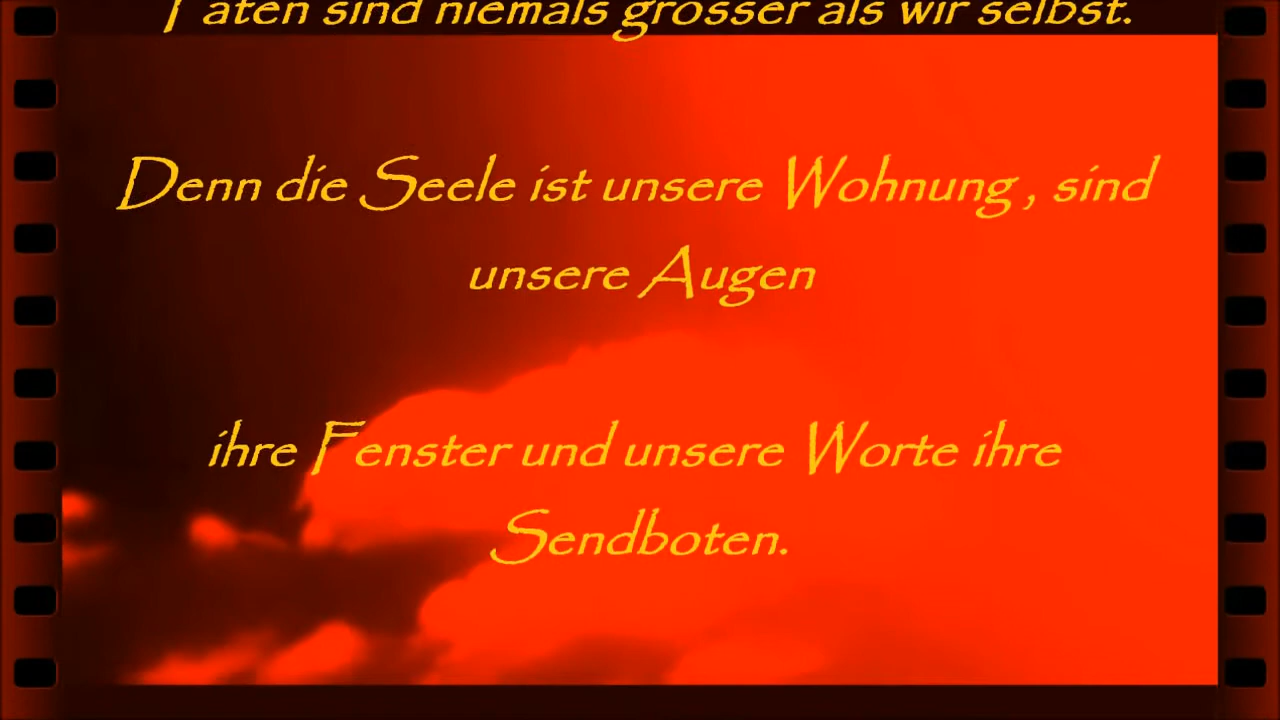 Taten sind niemals grösser als wir selbst.
Denn die Seele ist unsere Wohnung , sind
unsere Augen
ihre Fenster und unsere Worte ihre
Sendboten.